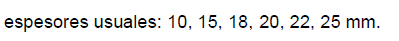 espesores usuales: 10, 15, 18, 20, 22, 25 mm.